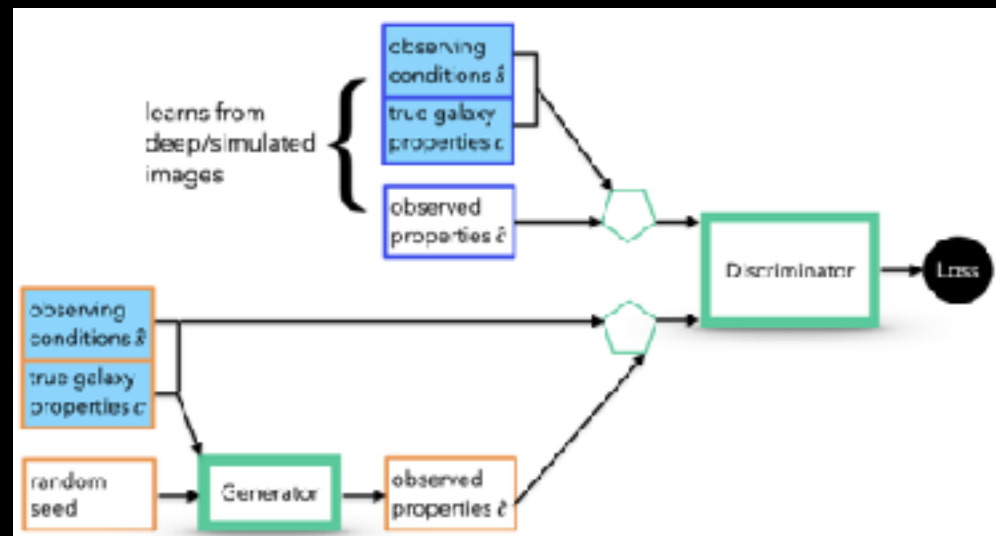 observing
conditions ŝ
learns from
deep/simulated
images
true galaxy
properties c
observed
properties ĉ
Discriminator
Loss
observing
conditions ŝ
true galaxy
properties c
random
seed
Generator
observed
properties ĉ